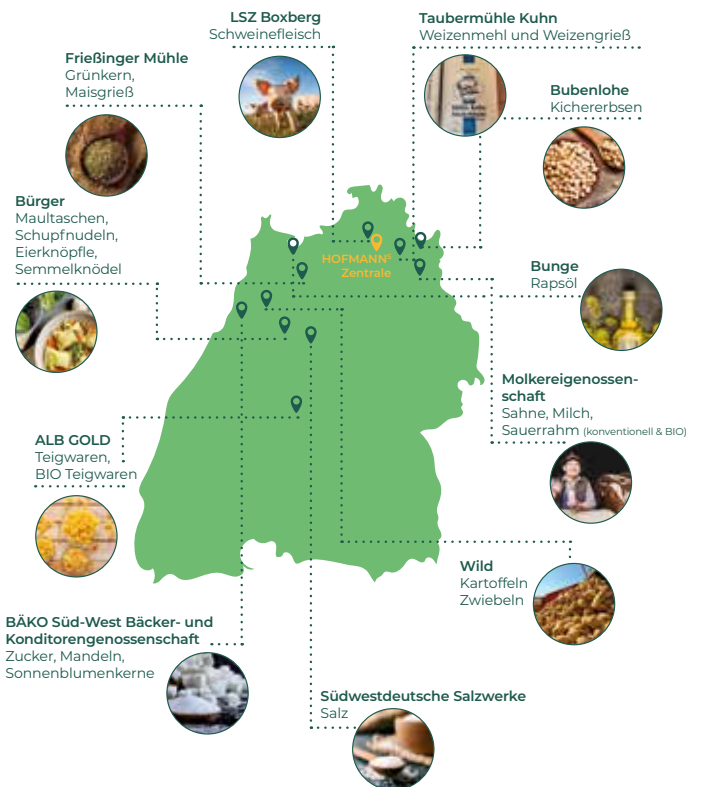 LSZ Boxberg
Schweinefleisch
Taubermühle Kuhn
Weizenmehl und Weizengrieß
Frießinger Mühle
Grünkern,
Maisgrieß
Bubenlohe
Kichererbsen
Bürger
Maultaschen,
Schupfnudeln,
Eierknöpfle,
Semmelknödel
HOFMANNs
Zentrale
Bunge
Rapsöl
Molkereigenossen-
schaft
Sahne, Milch,
Sauerrahm (konventionell & BIO)
ALB GOLD
Teigwaren,
BIO Teigwaren
Wild
Kartoffeln
Zwiebeln
BÄKO Süd-West Bäcker- und
Konditorengenossenschaft
Zucker, Mandeln,
Sonnenblumenkerne
Südwestdeutsche Salzwerke
Salz